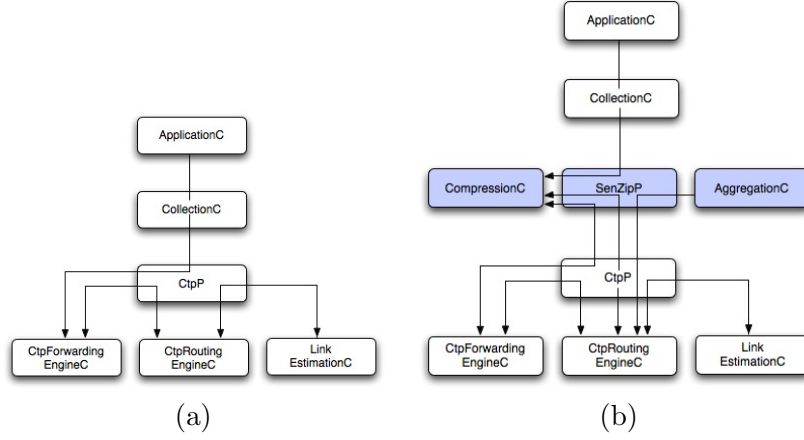 ApplicationC
CollectionC
CtpP
CtpForwarding
EngineC
CtpRouting
EngineC
Link
EstimationC
(a)
ApplicationC
CollectionC
CompressionC
SenZipP
AggregationC
CtpP
CtpForwarding
EngineC
CtpRouting
EngineC
Link
EstimationC
(b)